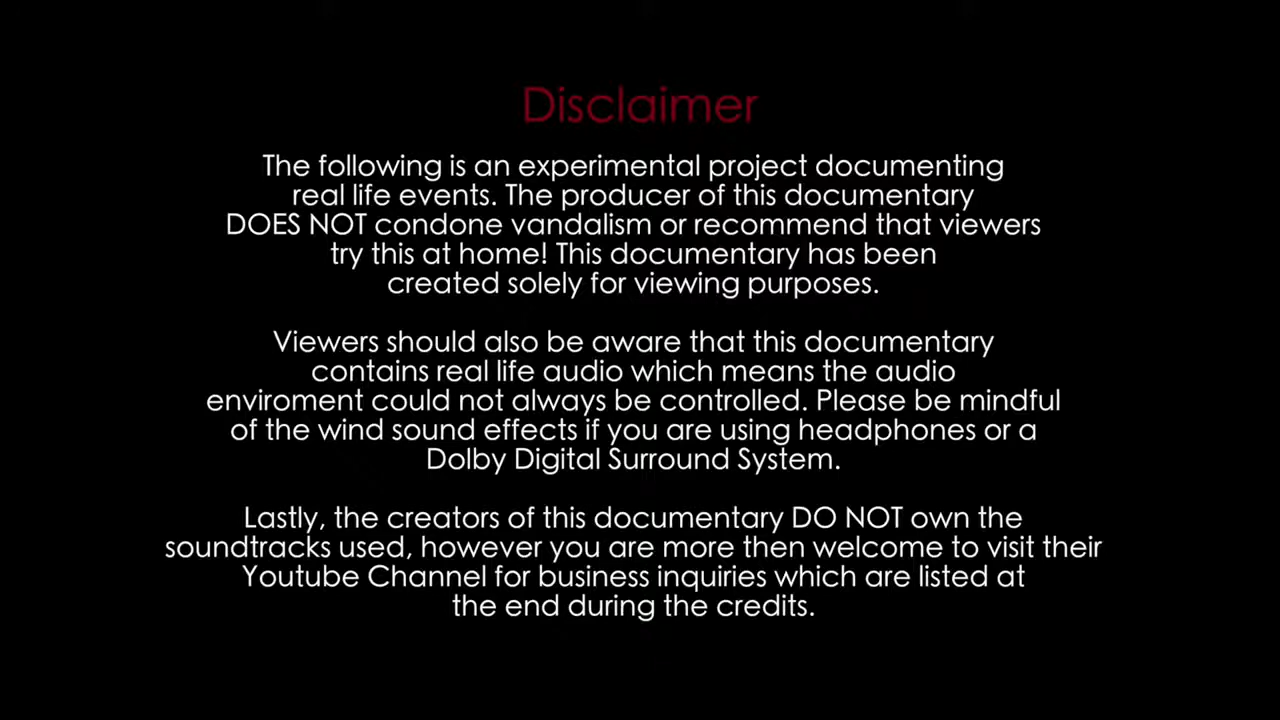 Disclaimer
The following is an experimental project documenting
real life events. The producer of this documentary
DOES NOT condone vandalism or recommend that viewers
try this at home! This documentary has been
created solely for viewing purposes.
Viewers should also be aware that this documentary
contains real life audio which means the audio
enviroment could not always be controlled. Please be mindful
of the wind sound effects if you are using headphones or a
Dolby Digital Surround System.
Lastly, the creators of this documentary DO NOT own the
soundtracks used, however you are more then welcome to visit their
Youtube Channel for business inquiries which are listed at
the end during the credits.